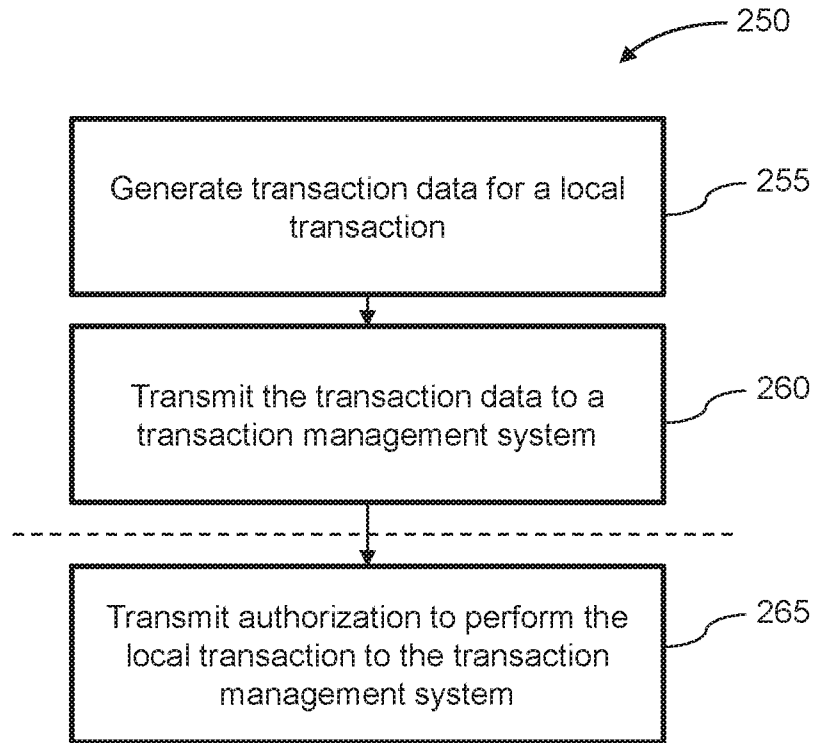 250
Generate transaction data for a local
transaction
255
Transmit the transaction data to a
transaction management system
260
Transmit authorization to perform the
local transaction to the transaction
management system
265